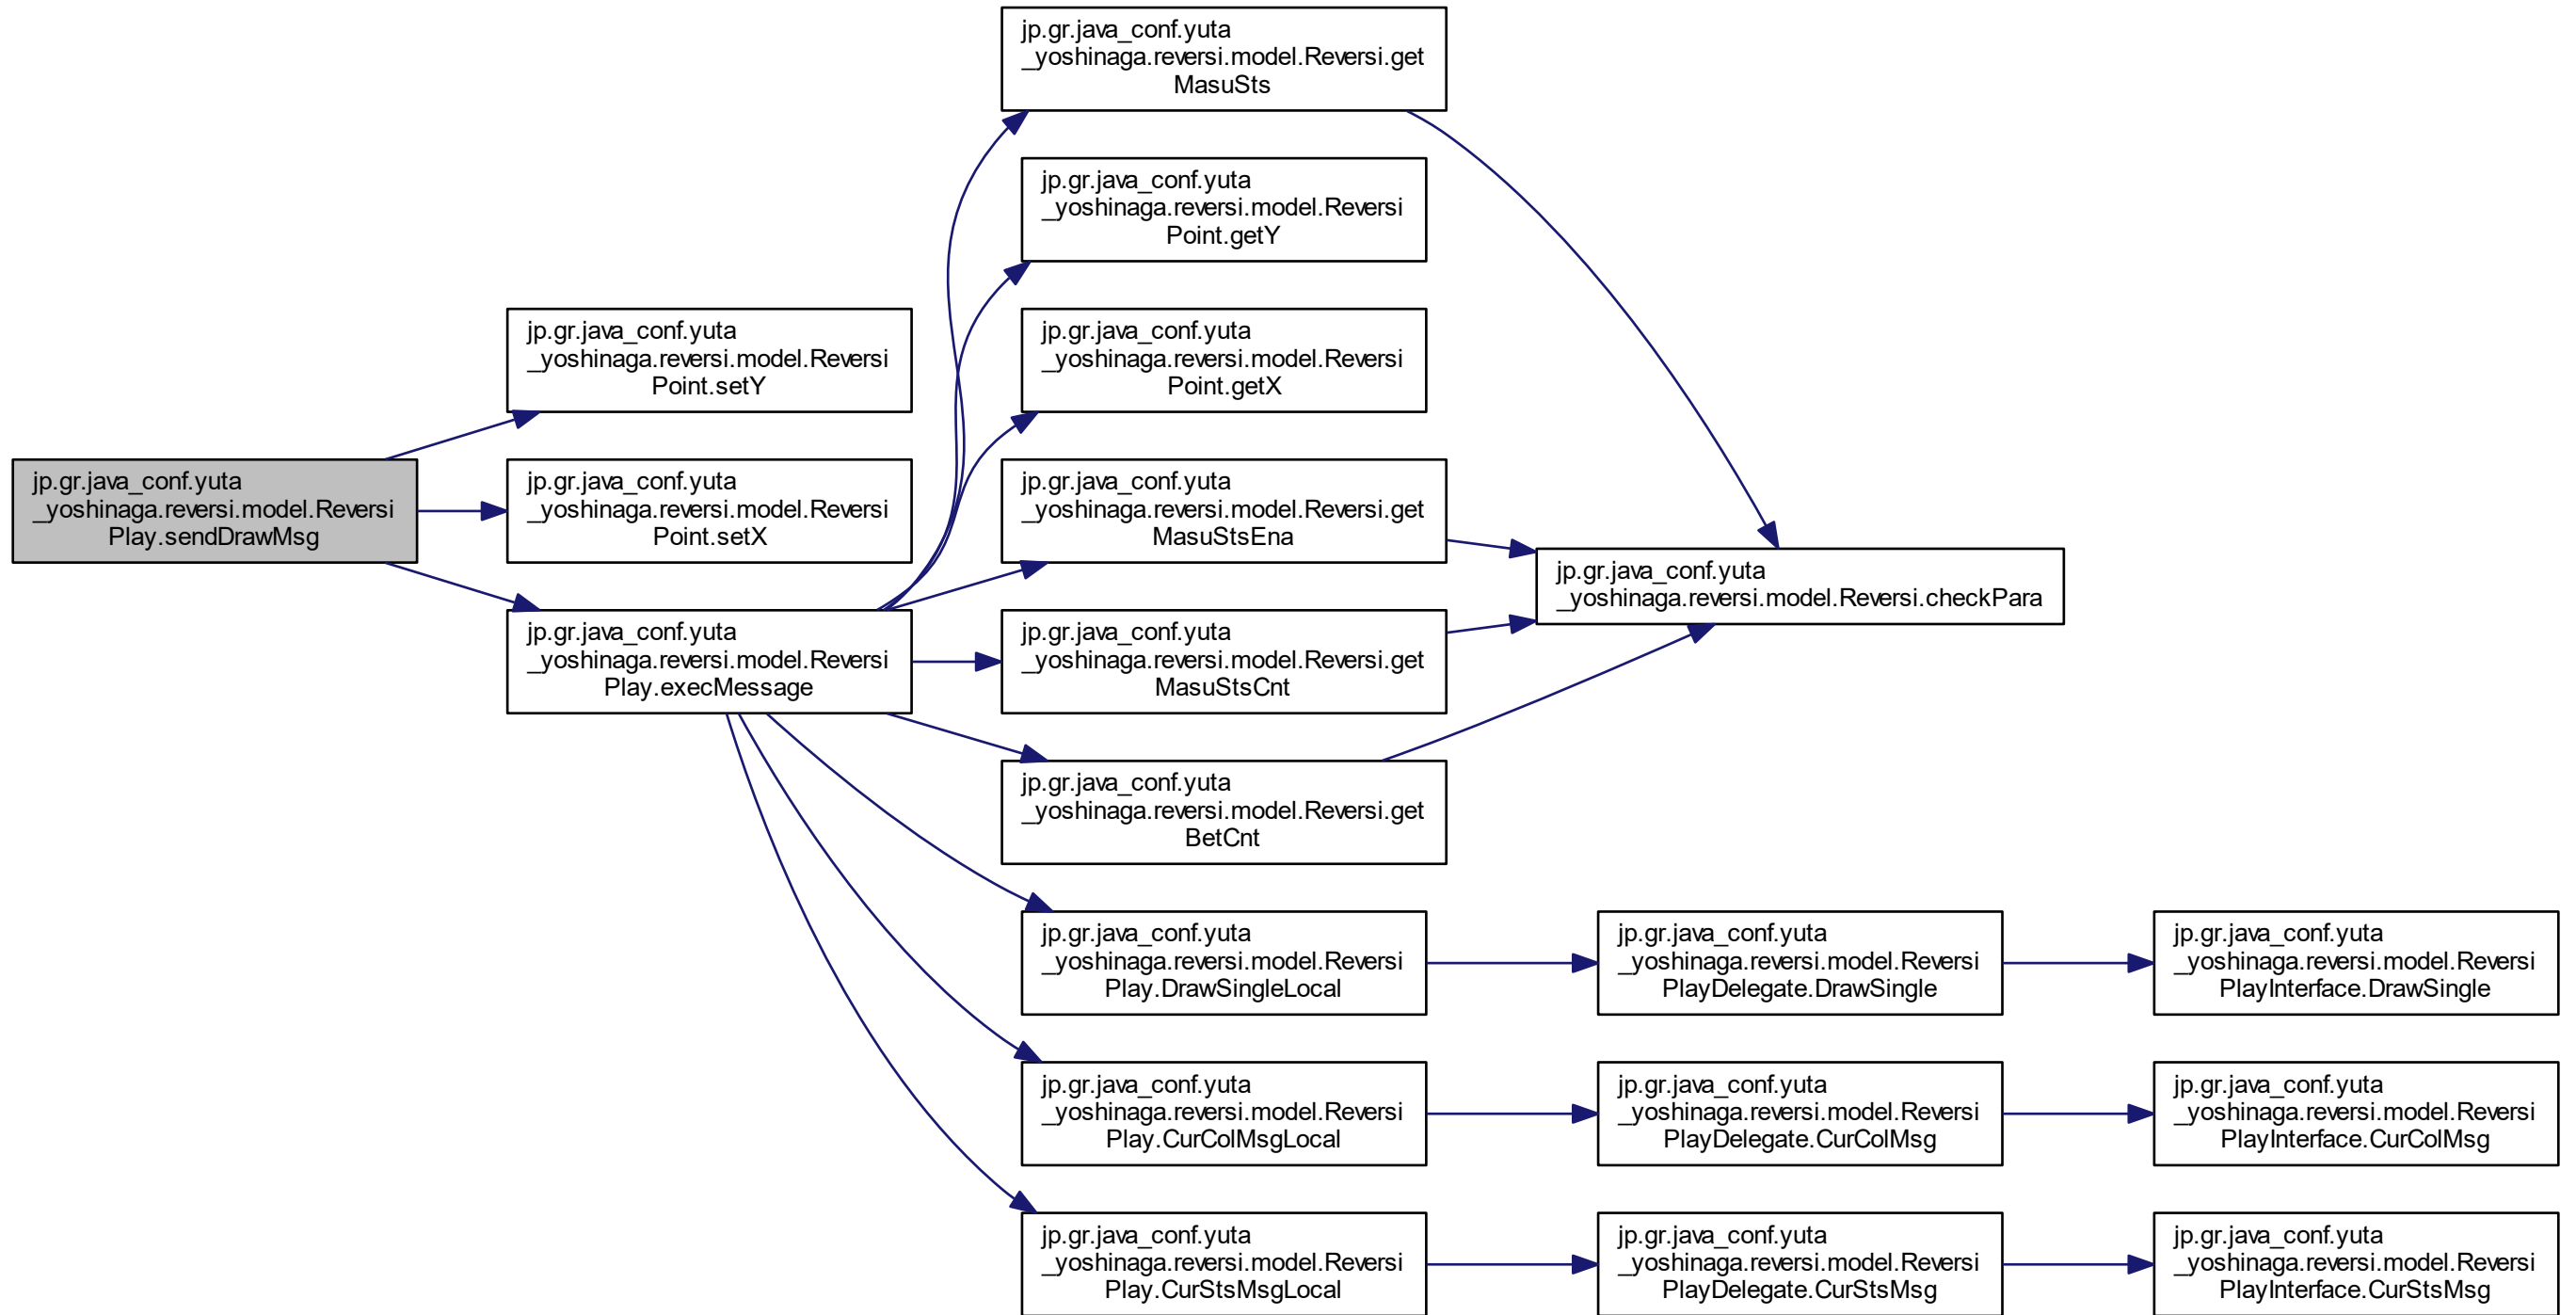 jp.gr.java_conf.yuta
_yoshinaga.reversi.model.Reversi
Play.sendDrawMsg
jp.gr.java_conf.yuta
_yoshinaga.reversi.model.Reversi
Point.setY
jp.gr.java_conf.yuta
_yoshinaga.reversi.model.Reversi
Point.setX
jp.gr.java_conf.yuta
_yoshinaga.reversi.model.Reversi
Play.execMessage
jp.gr.java_conf.yuta
_yoshinaga.reversi.model.Reversi.get
MasuSts
jp.gr.java_conf.yuta
_yoshinaga.reversi.model.Reversi
Point.getY
jp.gr.java_conf.yuta
_yoshinaga.reversi.model.Reversi
Point.getX
jp.gr.java_conf.yuta
_yoshinaga.reversi.model.Reversi.get
MasuStsEna
jp.gr.java_conf.yuta
_yoshinaga.reversi.model.Reversi.get
MasuStsCnt
jp.gr.java_conf.yuta
_yoshinaga.reversi.model.Reversi.get
BetCnt
jp.gr.java_conf.yuta
_yoshinaga.reversi.model.Reversi
Play.DrawSingleLocal
jp.gr.java_conf.yuta
_yoshinaga.reversi.model.Reversi
Play.CurColMsgLocal
jp.gr.java_conf.yuta
_yoshinaga.reversi.model.Reversi
Play.CurStsMsgLocal
jp.gr.java_conf.yuta
_yoshinaga.reversi.model.Reversi.checkPara
jp.gr.java_conf.yuta
_yoshinaga.reversi.model.Reversi
PlayDelegate.DrawSingle
jp.gr.java_conf.yuta
_yoshinaga.reversi.model.Reversi
PlayDelegate.CurColMsg
jp.gr.java_conf.yuta
_yoshinaga.reversi.model.Reversi
PlayDelegate.CurStsMsg
jp.gr.java_conf.yuta
_yoshinaga.reversi.model.Reversi
PlayInterface.DrawSingle
jp.gr.java_conf.yuta
_yoshinaga.reversi.model.Reversi
PlayInterface.CurColMsg
jp.gr.java_conf.yuta
_yoshinaga.reversi.model.Reversi
PlayInterface.CurStsMsg